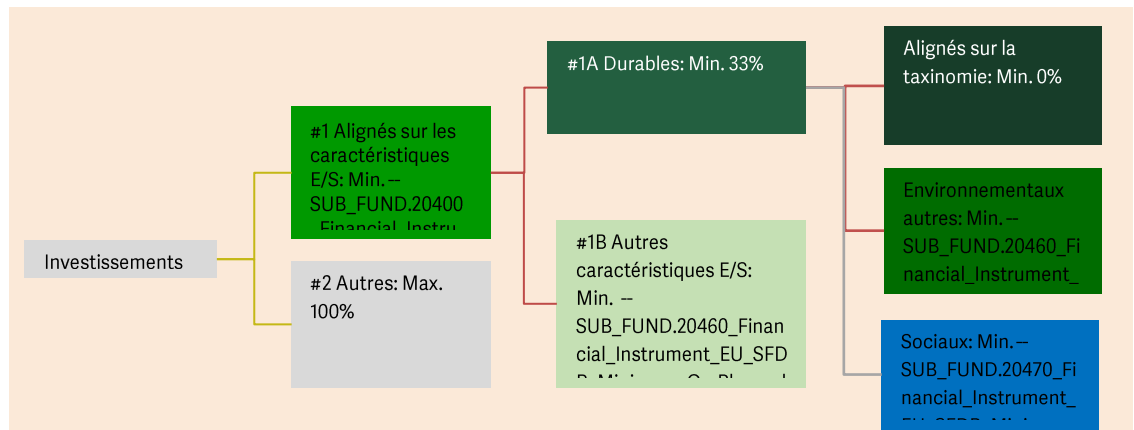 Investissements
#1 Alignés sur les
caractéristiques
E/S: Min. --
SUB_FUND.20400
_Financial_Instru
#2 Autres: Max.
100%
#1A Durables: Min. 33%
#1B Autres
caractéristiques E/S:
Min. --
SUB_FUND.20460_Finan
cial_Instrument_EU_SFD
Alignés sur la
taxinomie: Min. 0%
Environnementaux
autres: Min. --
SUB_FUND.20460_Fi
nancial_Instrument_
Sociaux: Min. --
SUB_FUND.20470_Fi
nancial_Instrument_